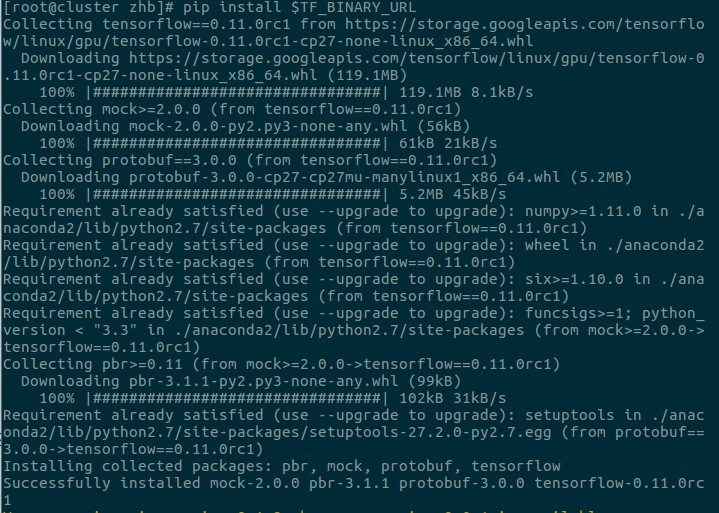 [root@cluster zhb]# pip install $TF_BINARY_URL
Collecting tensorflow==0.11.0rc1 from https://storage.googleapis.com/tensorflo
w/linux/gpu/tensorflow-0.11.0rc1-cp27-none-linux_x86_64.whl
  Downloading https://storage.googleapis.com/tensorflow/linux/gpu/tensorflow-0
.11.0rc1-cp27-none-linux_x86_64.whl (119.1MB)
    100% |################################| 119.1MB 8.1kB/s
Collecting mock>=2.0.0 (from tensorflow==0.11.0rc1)
  Downloading mock-2.0.0-py2.py3-none-any.whl (56kB)
    100% |################################| 61kB 21kB/s
Collecting protobuf==3.0.0 (from tensorflow==0.11.0rc1)
  Downloading protobuf-3.0.0-cp27-cp27mu-manylinux1_x86_64.whl (5.2MB)
    100% |################################| 5.2MB 45kB/s
Requirement already satisfied (use --upgrade to upgrade): numpy>=1.11.0 in ./a
naconda2/lib/python2.7/site-packages (from tensorflow==0.11.0rc1)
Requirement already satisfied (use --upgrade to upgrade): wheel in ./anaconda2
/lib/python2.7/site-packages (from tensorflow==0.11.0rc1)
Requirement already satisfied (use --upgrade to upgrade): six>=1.10.0 in ./ana
conda2/lib/python2.7/site-packages (from tensorflow==0.11.0rc1)
Requirement already satisfied (use --upgrade to upgrade): funcsigs>=1; python_
version < "3.3" in ./anaconda2/lib/python2.7/site-packages (from mock>=2.0.0->
tensorflow==0.11.0rc1)
Collecting pbr>=0.11 (from mock>=2.0.0->tensorflow==0.11.0rc1)
  Downloading pbr-3.1.1-py2.py3-none-any.whl (99kB)
    100% |################################| 102kB 31kB/s
Requirement already satisfied (use --upgrade to upgrade): setuptools in ./anac
onda2/lib/python2.7/site-packages/setuptools-27.2.0-py2.7.egg (from protobuf==
3.0.0->tensorflow==0.11.0rc1)
Installing collected packages: pbr, mock, protobuf, tensorflow
Successfully installed mock-2.0.0 pbr-3.1.1 protobuf-3.0.0 tensorflow-0.11.0rc
1